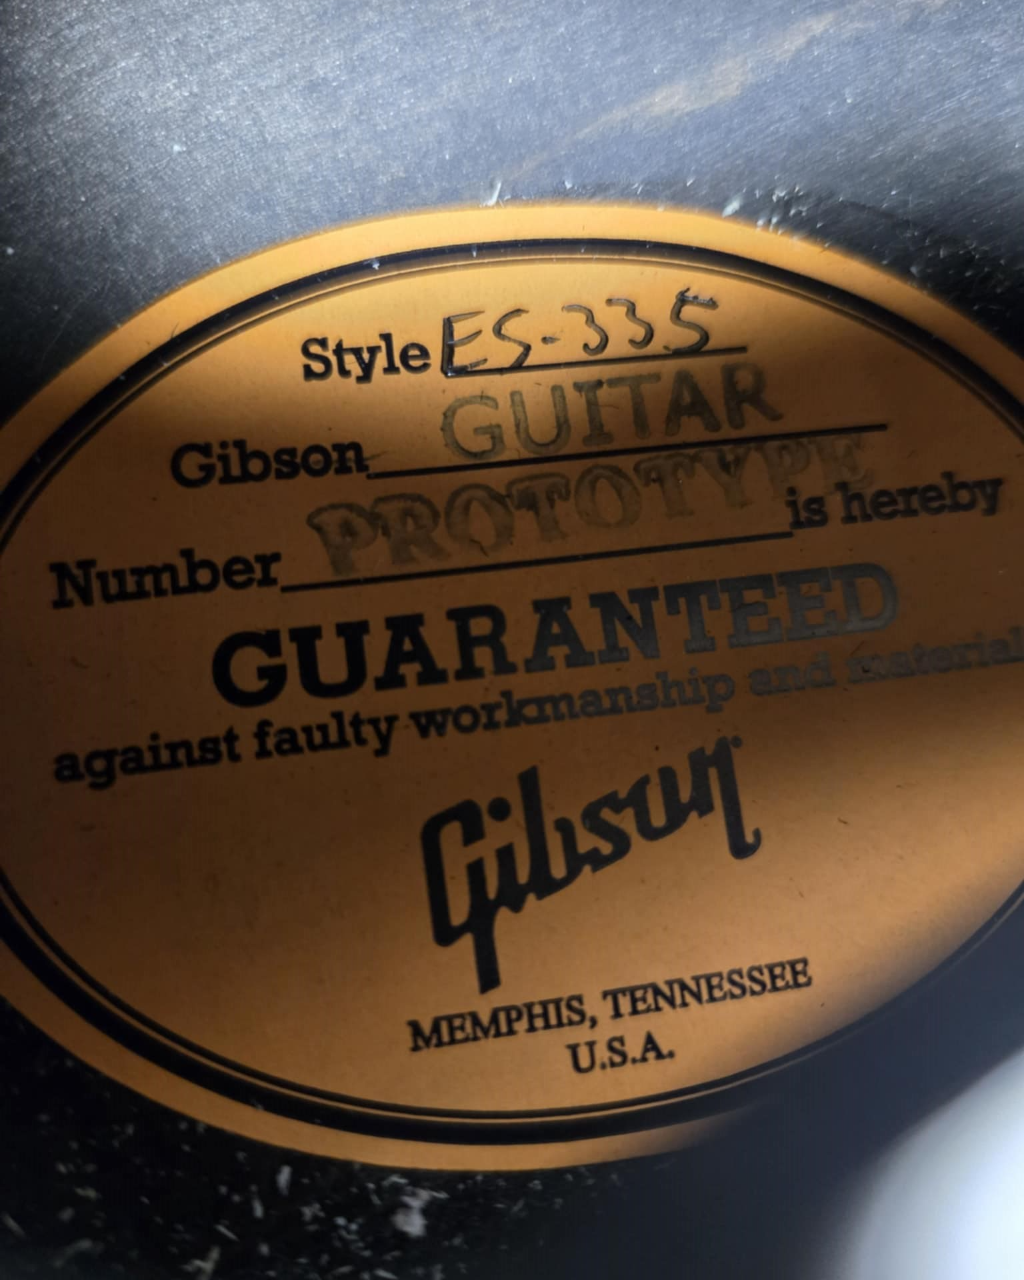 Style ES-335
Gibson GUITAR
Number PROTOTYPE is hereby
GUARANTEED
against faulty workmanship and material
Gibson
MEMPHIS, TENNESSEE
U.S.A.